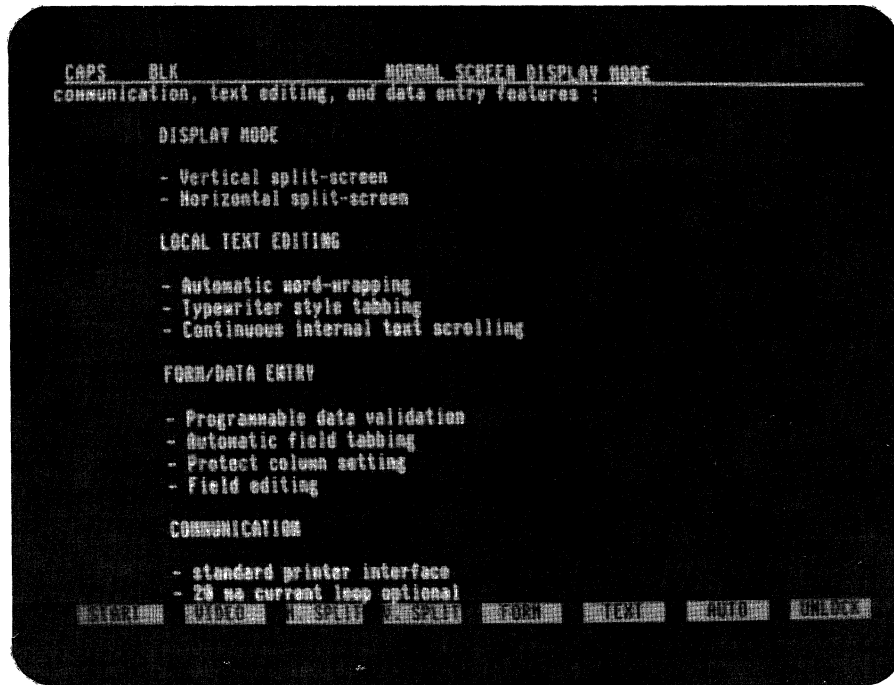 CAPS BLK NORMAL SCREEN DISPLAY MODE
communication, text editing, and data entry features :
DISPLAY MODE
- Vertical split-screen
- Horizontal split-screen
LOCAL TEXT EDITING
- Automatic word-wrapping
- Typewriter style tabbing
- Continuous internal text scrolling
FORM/DATA ENTRY
- Programmable data validation
- Automatic field tabbing
- Protect column setting
- Field editing
COMMUNICATION
- standard printer interface
- 20 ma current loop optional
START VIDEO SPLIT SPLIT FORM TEXT AUTO UNLOCK